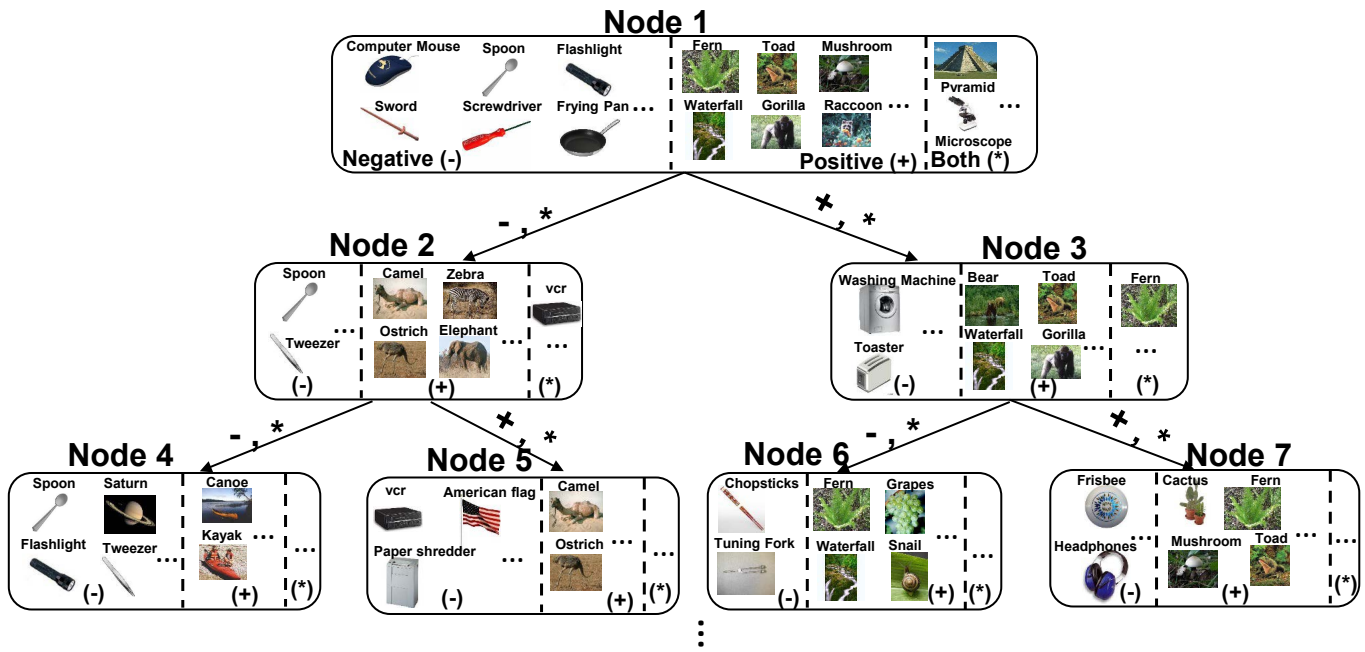 Node 1
Computer Mouse Spoon Flashlight Fern Toad Mushroom
Pvramid
Sword Screwdriver Frying Pan ... Waterfall Gorilla Raccoon ... ...
Microscope
Negative (-) Positive (+) Both (*)
- , * + , *
Node 2 Node 3
Spoon Camel Zebra vcr Washing Machine Bear Toad Fern
... Ostrich Elephant ... ... ... Waterfall Gorilla ... ...
Tweezer Toaster
(-) (+) (*) (-) (+) (*)
- , * + , * - , * + , *
Node 4 Node 5 Node 6 Node 7
Spoon Saturn Canoe vcr American flag Camel Chopsticks Fern Grapes Frisbee Cactus Fern
Flashlight Tweezer Kayak ... ... Paper shredder ... Ostrich ... ... Tuning Fork Waterfall Snail ... ... Headphones Mushroom Toad ... ...
(-) (+) (*) (-) (+) (*) (-) (+) (*) (-) (+) (*)
...